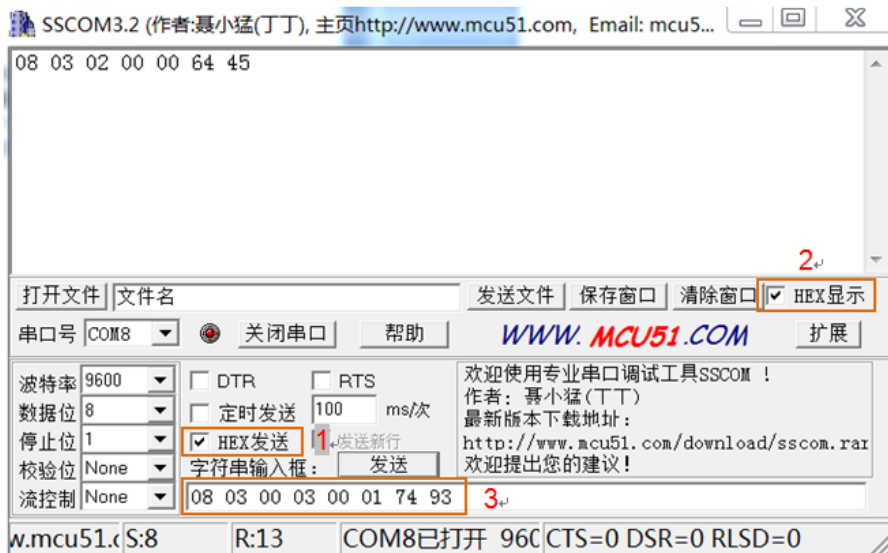 SSCOM3.2 (作者:聂小猛(丁丁), 主页http://www.mcu51.com, Email: mcu5...
08 03 02 00 00 64 45
2
打开文件 文件名 发送文件 保存窗口 清除窗口 HEX显示
串口号 COM8 关闭串口 帮助 WWW. MCU51.COM 扩展
波特率 9600 DTR RTS
数据位 8 定时发送 100 ms/次
停止位 1 HEX发送 1 发送新行
校验位 None 字符串输入框: 发送
流控制 None 08 03 00 03 00 01 74 93 3
欢迎使用专业串口调试工具SSCOM !
作者: 聂小猛(丁丁)
最新版本下载地址:
http://www.mcu51.com/download/sscom.rar
欢迎提出您的建议!
w.mcu51.c S:8 R:13 COM8已打开 960 CTS=0 DSR=0 RLSD=0